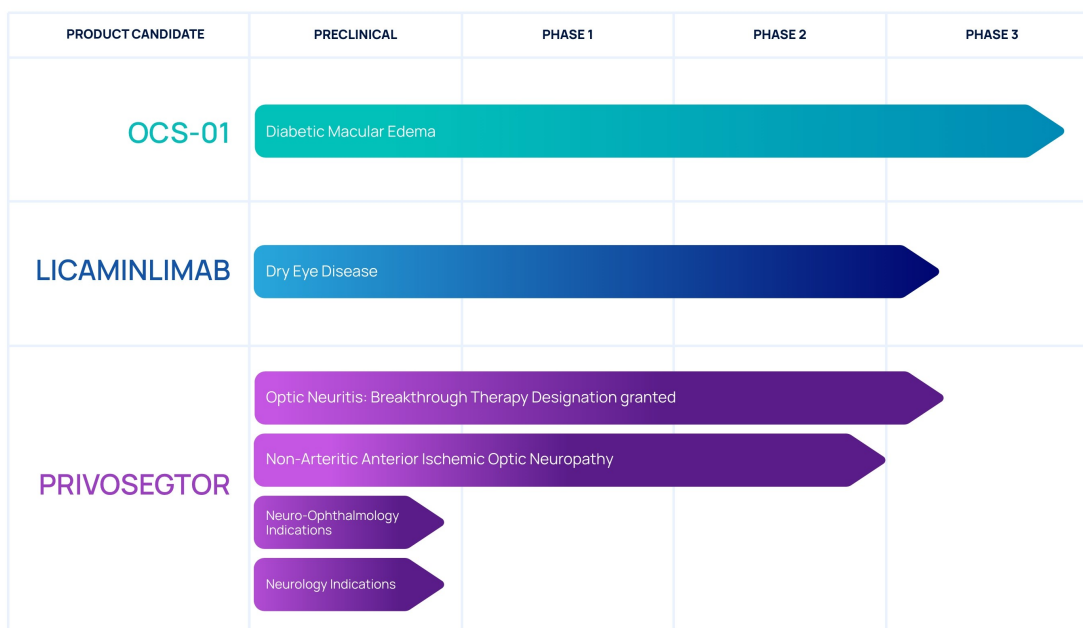 PRODUCT CANDIDATE
PRECLINICAL
PHASE 1
PHASE 2
PHASE 3
OCS-01
Diabetic Macular Edema
LICAMINLIMAB
Dry Eye Disease
PRIVOSEGTOR
Optic Neuritis: Breakthrough Therapy Designation granted
Non-Arteritic Anterior Ischemic Optic Neuropathy
Neuro-Ophthalmology
Indications
Neurology Indications